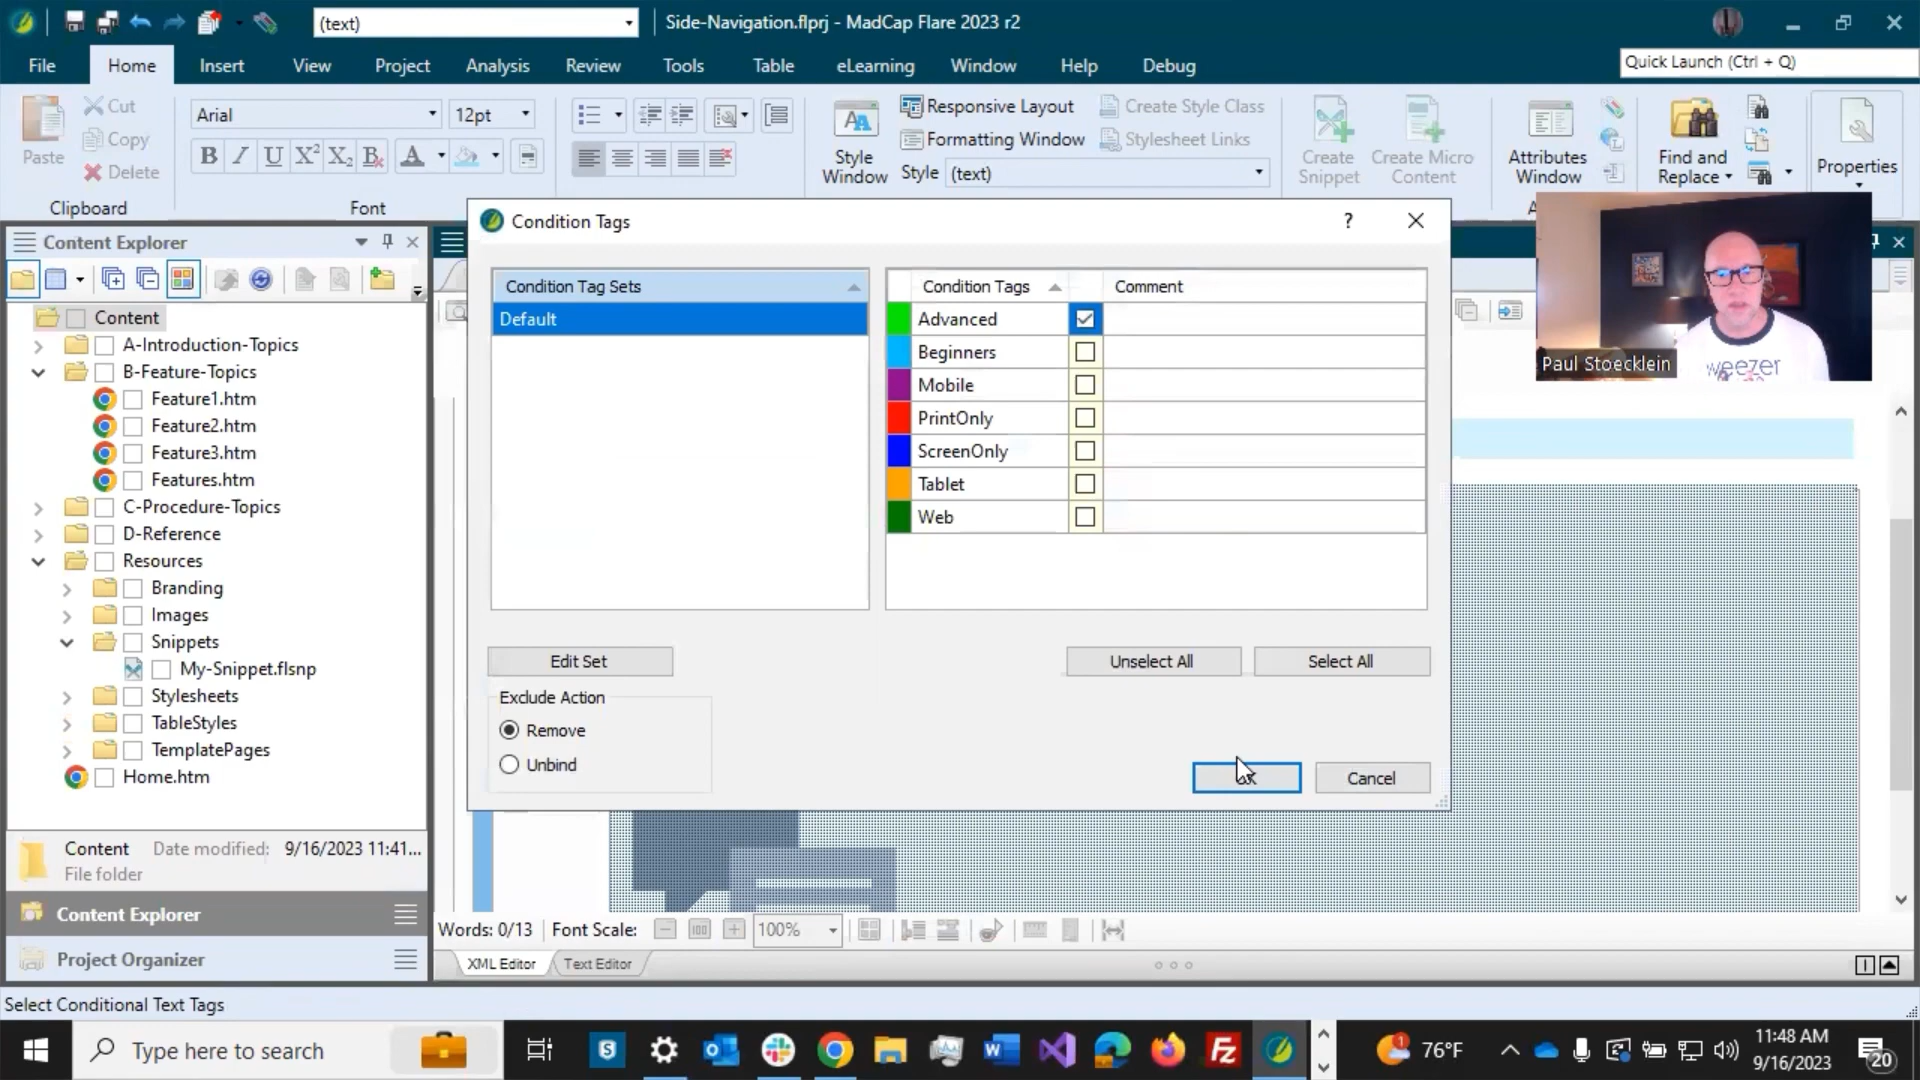 (text)
Side-Navigation.flprj - MadCap Flare 2023 r2
File Home Insert View Project Analysis Review Tools Table eLearning Window Help Debug
Quick Launch (Ctrl + Q)
Paste
Cut
Copy
Delete
Clipboard
Arial 12pt
B I U X² X₂ B
Font
Style Window
Responsive Layout
Formatting Window
Style (text)
Create Style Class
Stylesheet Links
Create Snippet
Create Micro Content
Attributes Window
Find and Replace
Properties
Content Explorer
Content
A-Introduction-Topics
B-Feature-Topics
Feature1.htm
Feature2.htm
Feature3.htm
Features.htm
C-Procedure-Topics
D-Reference
Resources
Branding
Images
Snippets
My-Snippet.flsnp
Stylesheets
TableStyles
TemplatePages
Home.htm
Content Date modified: 9/16/2023 11:41...
File folder
Content Explorer
Project Organizer
Select Conditional Text Tags
Condition Tags
Condition Tag Sets
Default
Condition Tags Comment
Advanced
Beginners
Mobile
PrintOnly
ScreenOnly
Tablet
Web
Edit Set
Unselect All
Select All
Exclude Action
Remove
Unbind
Cancel
Paul Stoecklein
weezer
Words: 0/13 Font Scale: 100%
XML Editor Text Editor
Type here to search
76°F
11:48 AM
9/16/2023
20